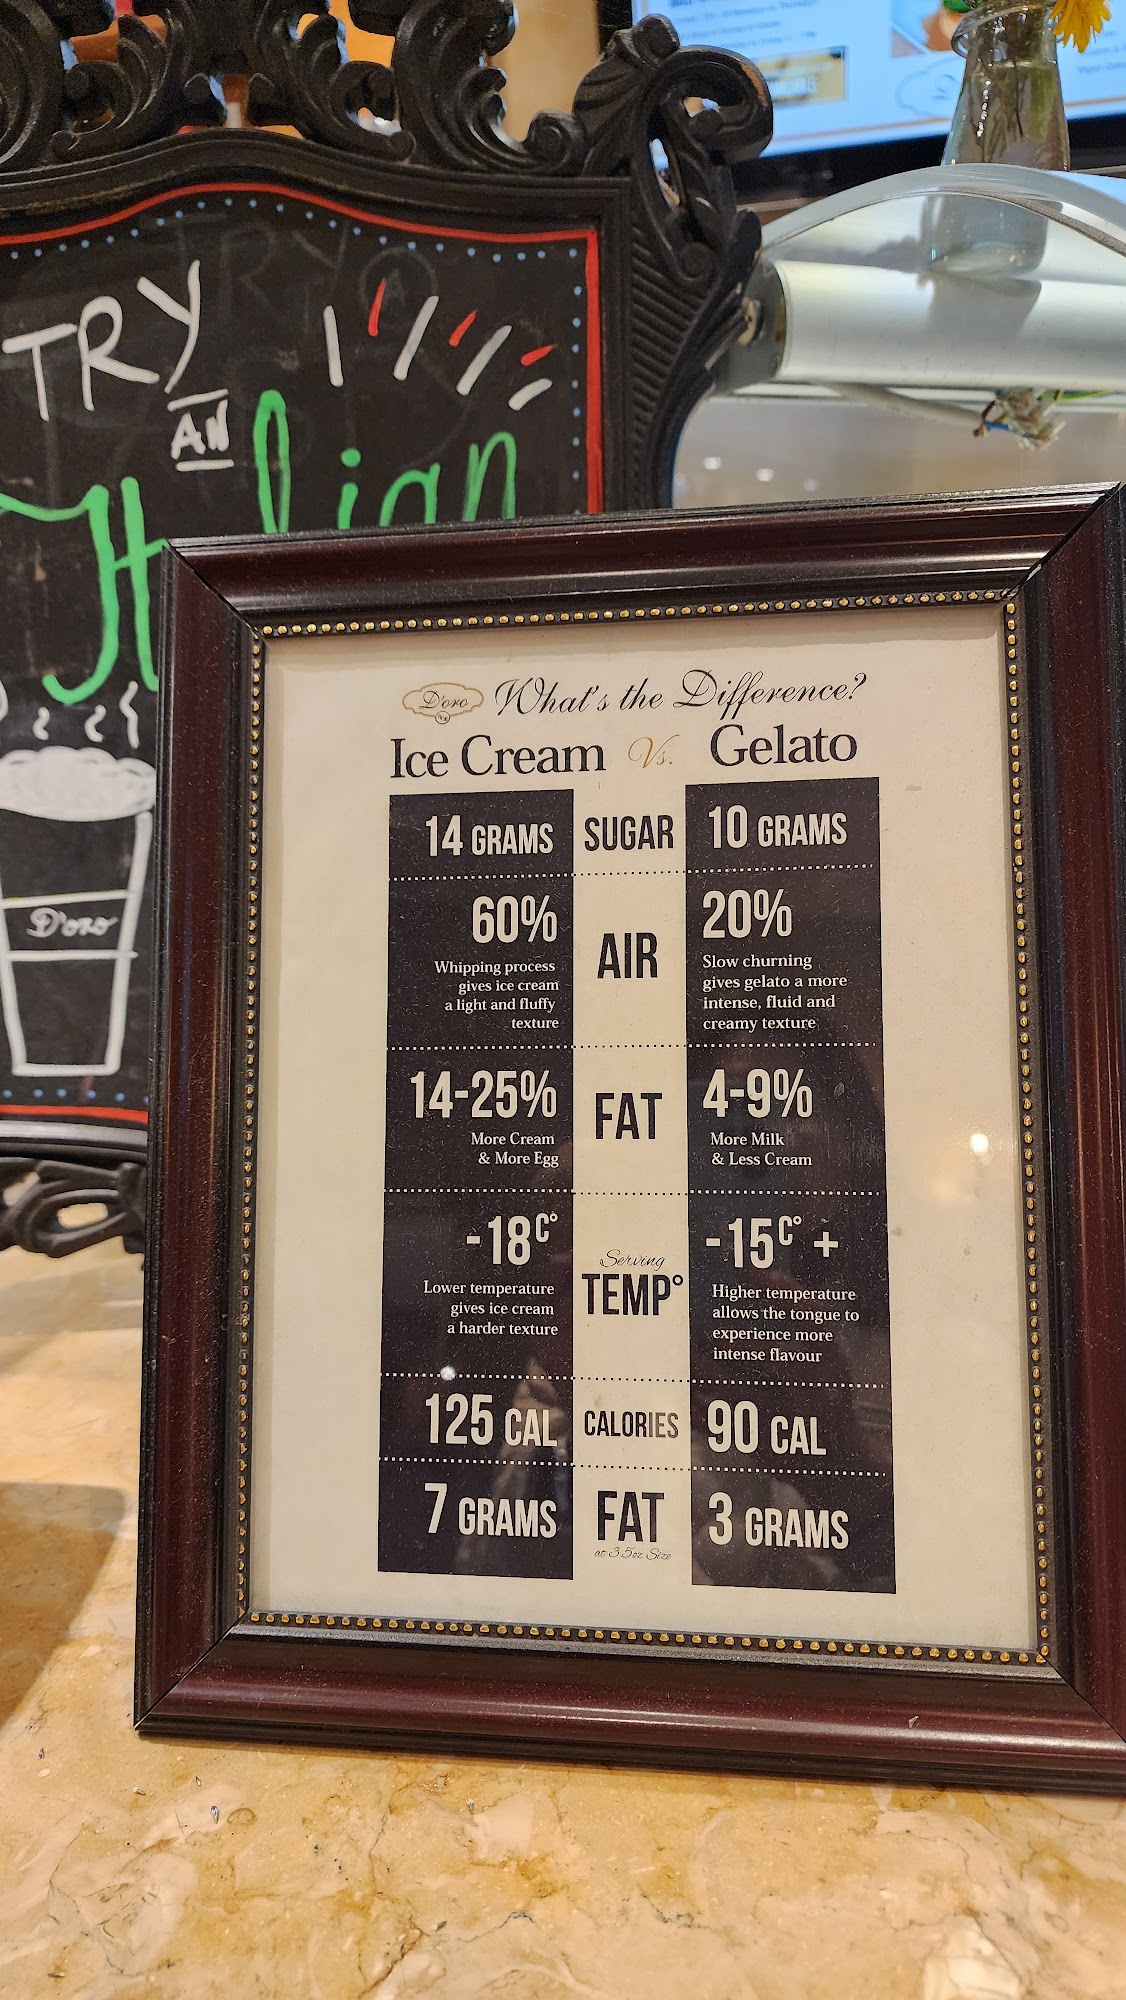 TRY
AN
Italian
D'oro
D'oro What's the Difference?
Ice Cream Vs. Gelato
14 GRAMS SUGAR 10 GRAMS
60% AIR 20%
Whipping process
gives ice cream
a light and fluffy
texture
Slow churning
gives gelato a more
intense, fluid and
creamy texture
14-25% FAT 4-9%
More Cream
& More Egg
More Milk
& Less Cream
-18C° Serving TEMP° -15C° +
Lower temperature
gives ice cream
a harder texture
Higher temperature
allows the tongue to
experience more
intense flavour
125 CAL CALORIES 90 CAL
7 GRAMS FAT 3 GRAMS
at 3.5oz Size